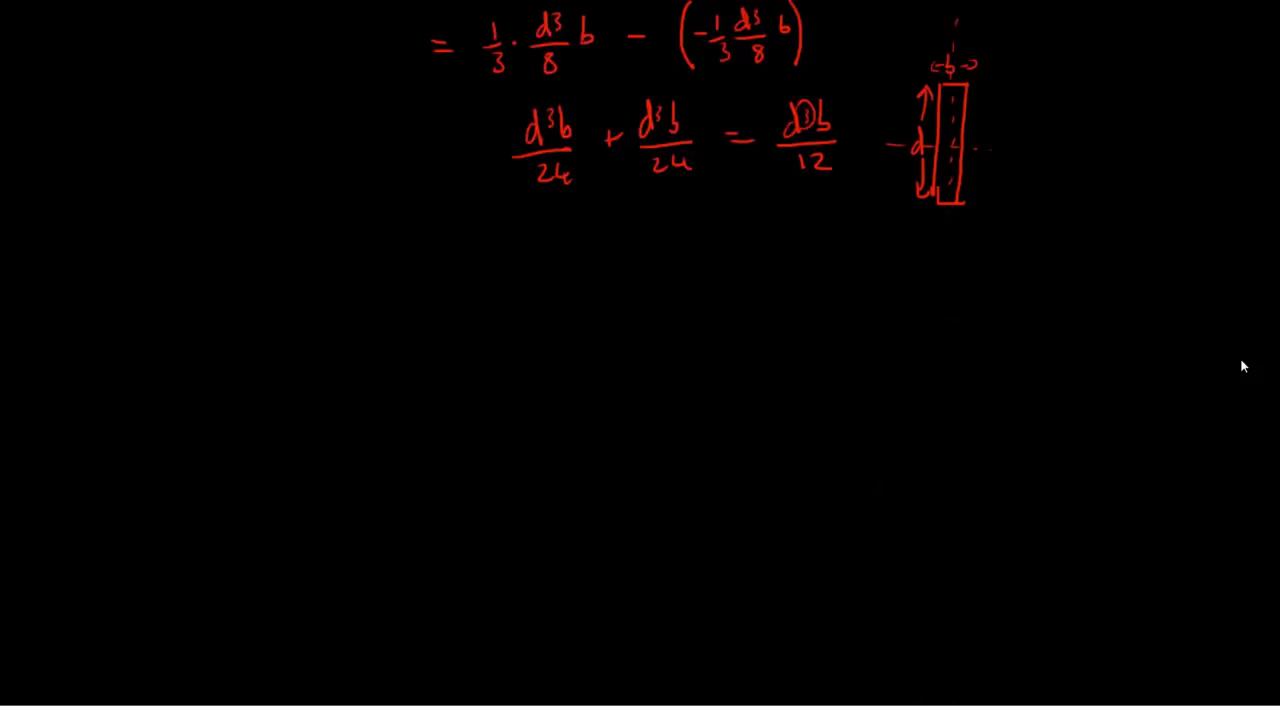 = 1/3 · d³/8 b − (−1/3 d³/8 b)
d³b/24 + d³b/24 = d³b/12
b
d